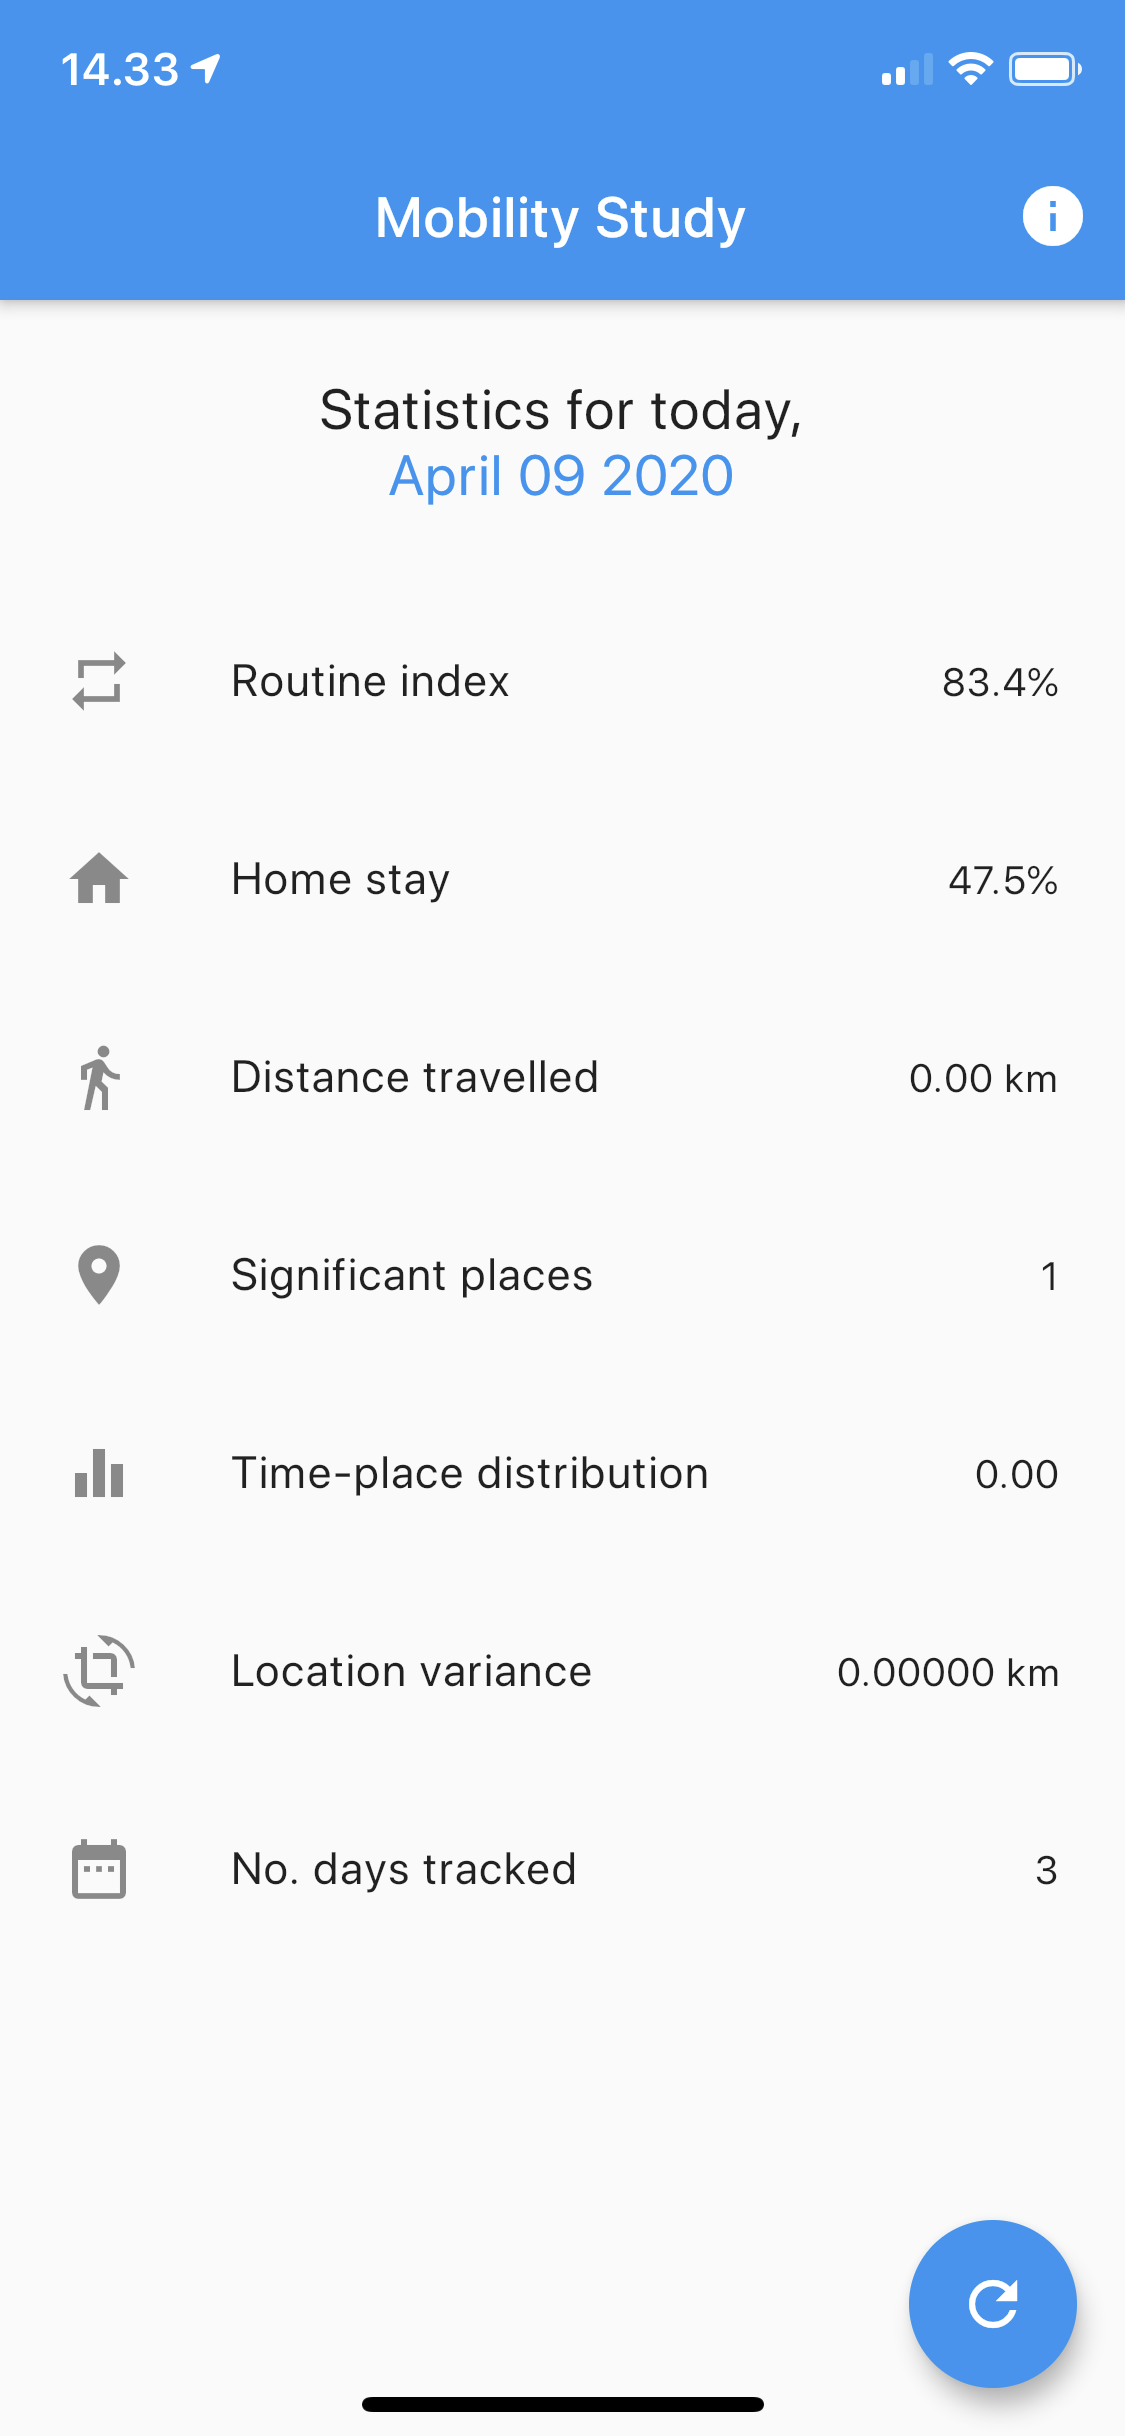 14.33
Mobility Study
Statistics for today,
April 09 2020
Routine index 83.4%
Home stay 47.5%
Distance travelled 0.00 km
Significant places 1
Time-place distribution 0.00
Location variance 0.00000 km
No. days tracked 3